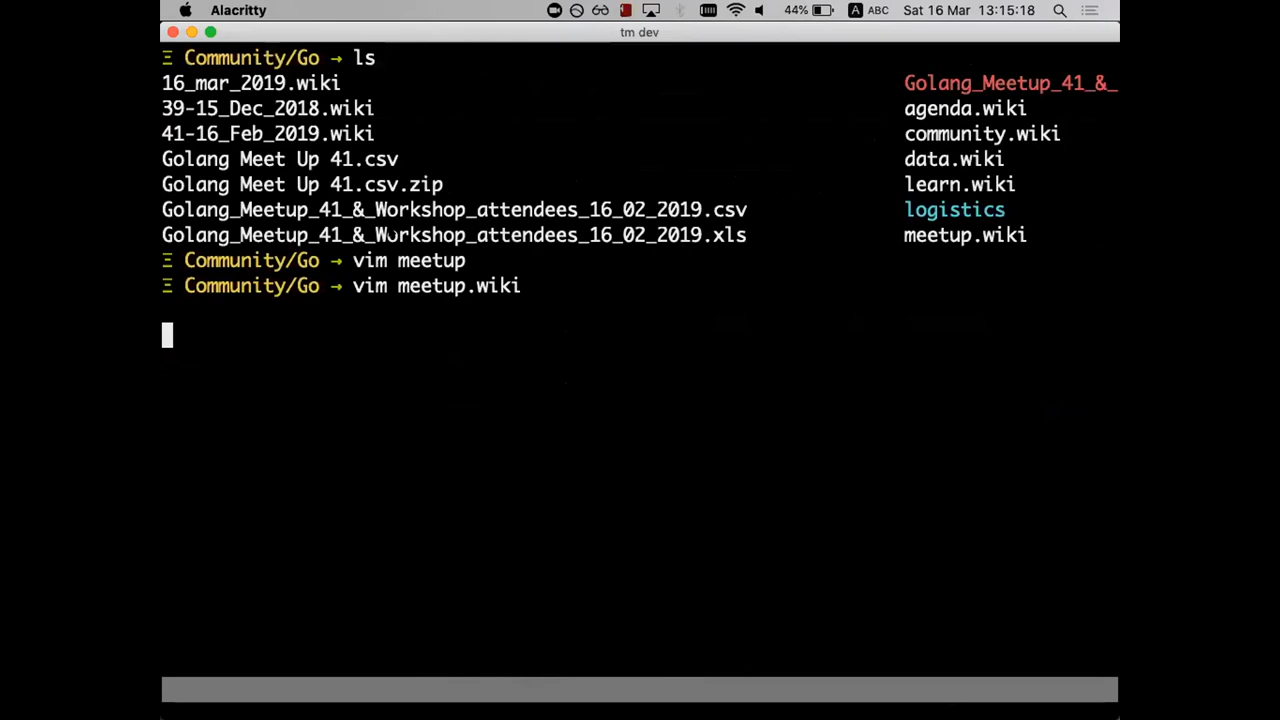 Alacritty 44% A ABC Sat 16 Mar 13:15:18
tm dev
Ξ Community/Go → ls
16_mar_2019.wiki Golang_Meetup_41_&_
39-15_Dec_2018.wiki agenda.wiki
41-16_Feb_2019.wiki community.wiki
Golang Meet Up 41.csv data.wiki
Golang Meet Up 41.csv.zip learn.wiki
Golang_Meetup_41_&_Workshop_attendees_16_02_2019.csv logistics
Golang_Meetup_41_&_Workshop_attendees_16_02_2019.xls meetup.wiki
Ξ Community/Go → vim meetup
Ξ Community/Go → vim meetup.wiki